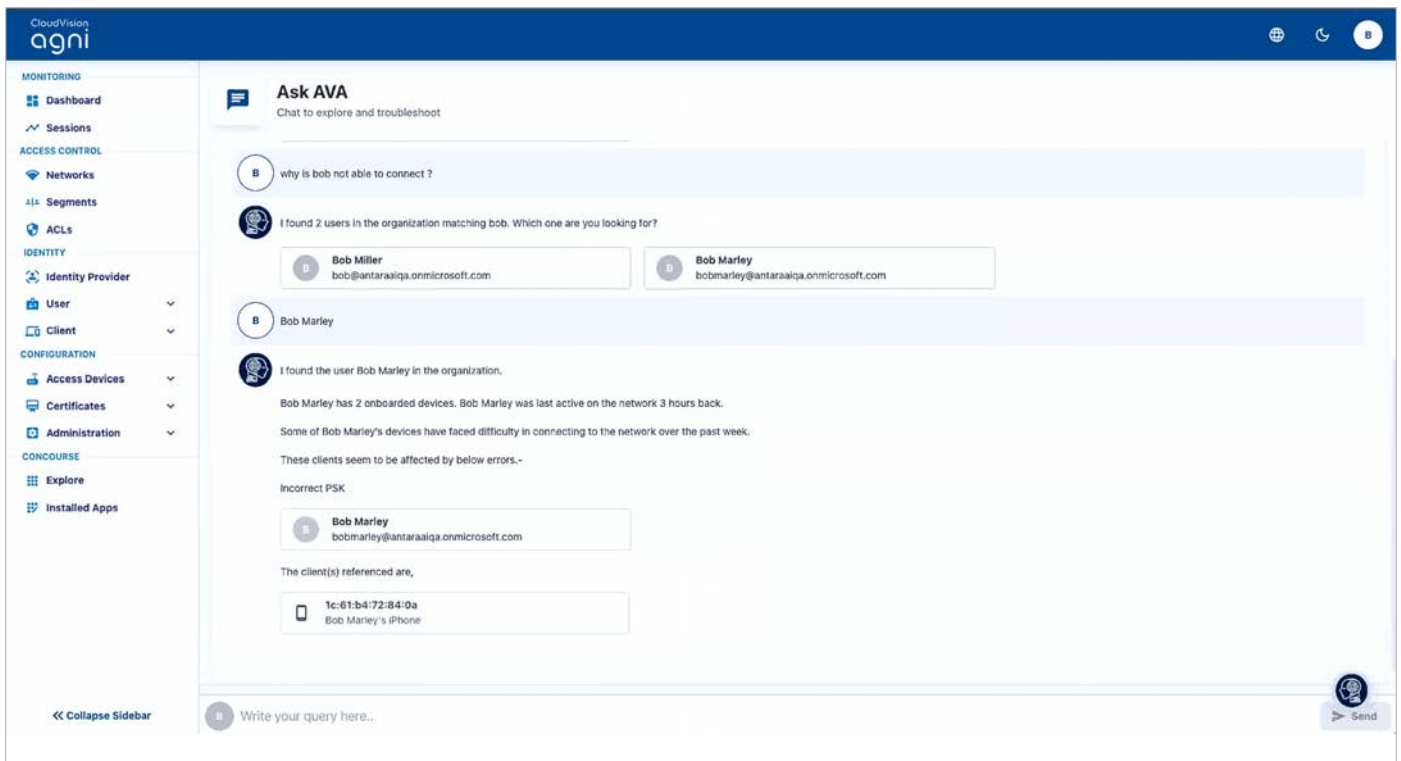 CloudVision
agni
B
MONITORING
Dashboard
Sessions
ACCESS CONTROL
Networks
Segments
ACLs
IDENTITY
Identity Provider
User
Client
CONFIGURATION
Access Devices
Certificates
Administration
CONCOURSE
Explore
Installed Apps
Collapse Sidebar
Ask AVA
Chat to explore and troubleshoot
B why is bob not able to connect ?
I found 2 users in the organization matching bob. Which one are you looking for?
B Bob Miller
bob@antaraaiqa.onmicrosoft.com
B Bob Marley
bobmarley@antaraaiqa.onmicrosoft.com
B Bob Marley
I found the user Bob Marley in the organization.
Bob Marley has 2 onboarded devices. Bob Marley was last active on the network 3 hours back.
Some of Bob Marley's devices have faced difficulty in connecting to the network over the past week.
These clients seem to be affected by below errors.-
Incorrect PSK
B Bob Marley
bobmarley@antaraaiqa.onmicrosoft.com
The client(s) referenced are,
1c:61:b4:72:84:0a
Bob Marley's iPhone
B Write your query here..
Send